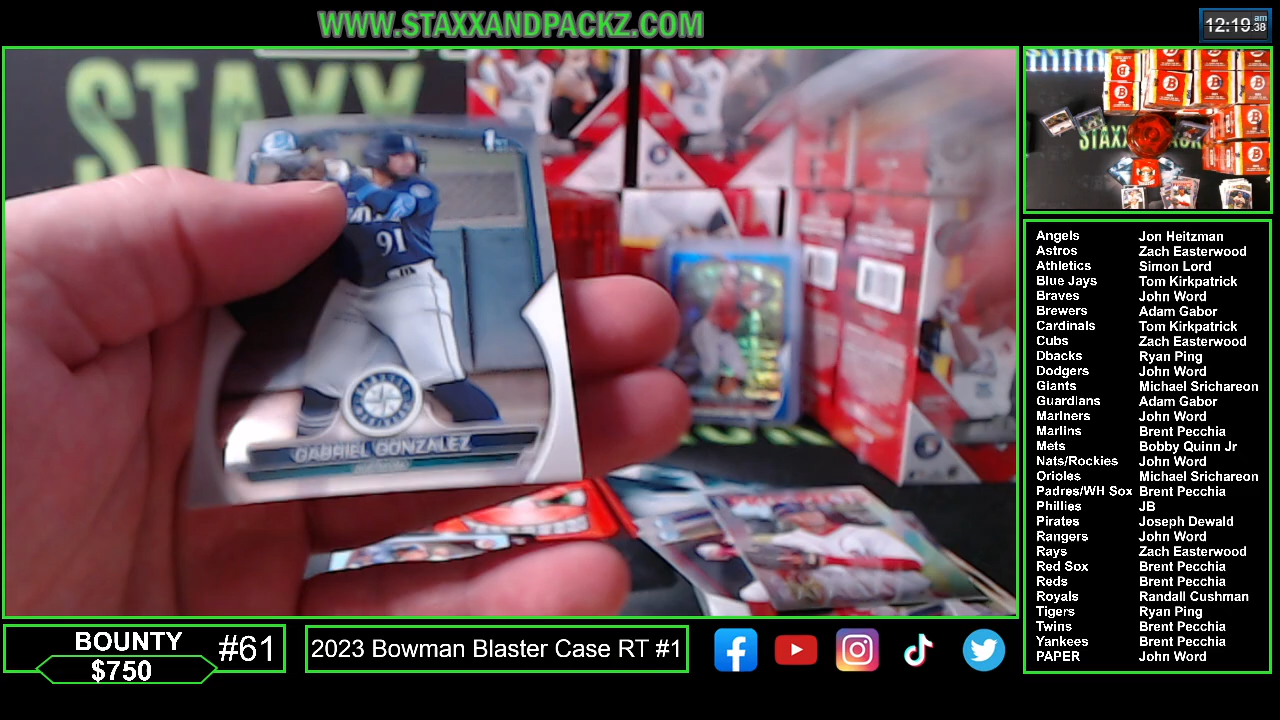 WWW.STAXXANDPACKZ.COM
12:19 am .38
STAXX
1st
91
GABRIEL GONZALEZ
STAXX
Angels Jon Heitzman
Astros Zach Easterwood
Athletics Simon Lord
Blue Jays Tom Kirkpatrick
Braves John Word
Brewers Adam Gabor
Cardinals Tom Kirkpatrick
Cubs Zach Easterwood
Dbacks Ryan Ping
Dodgers John Word
Giants Michael Srichareon
Guardians Adam Gabor
Mariners John Word
Marlins Brent Pecchia
Mets Bobby Quinn Jr
Nats/Rockies John Word
Orioles Michael Srichareon
Padres/WH Sox Brent Pecchia
Phillies JB
Pirates Joseph Dewald
Rangers John Word
Rays Zach Easterwood
Red Sox Brent Pecchia
Reds Brent Pecchia
Royals Randall Cushman
Tigers Ryan Ping
Twins Brent Pecchia
Yankees Brent Pecchia
PAPER John Word
BOUNTY
$750
#61
2023 Bowman Blaster Case RT #1